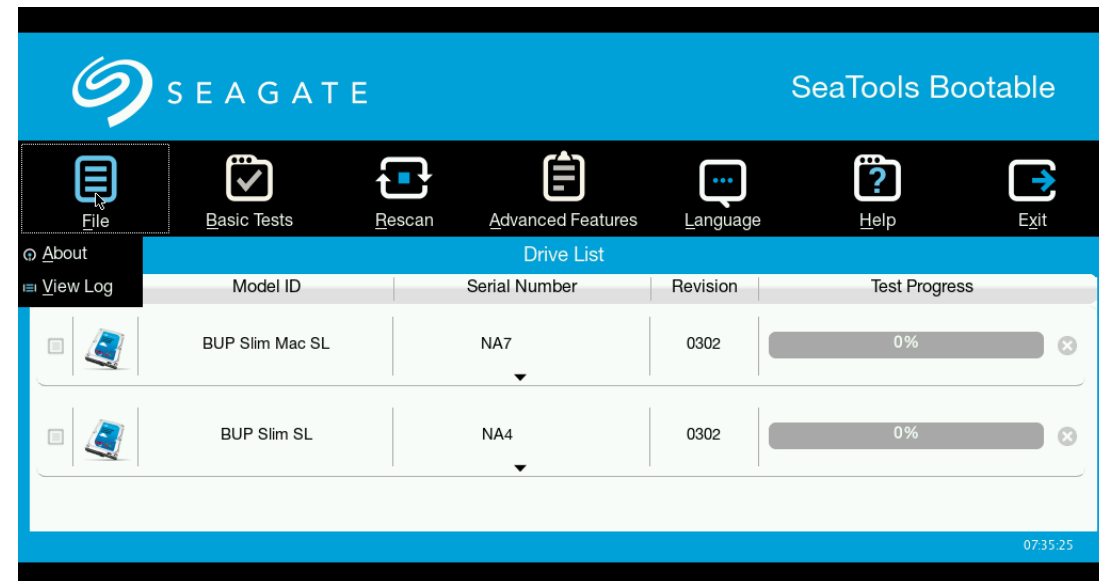 SEAGATE
SeaTools Bootable
File Basic Tests Rescan Advanced Features Language Help Exit
About
Drive List
View Log Model ID Serial Number Revision Test Progress
BUP Slim Mac SL NA7 0302 0%
BUP Slim SL NA4 0302 0%
07:35:25